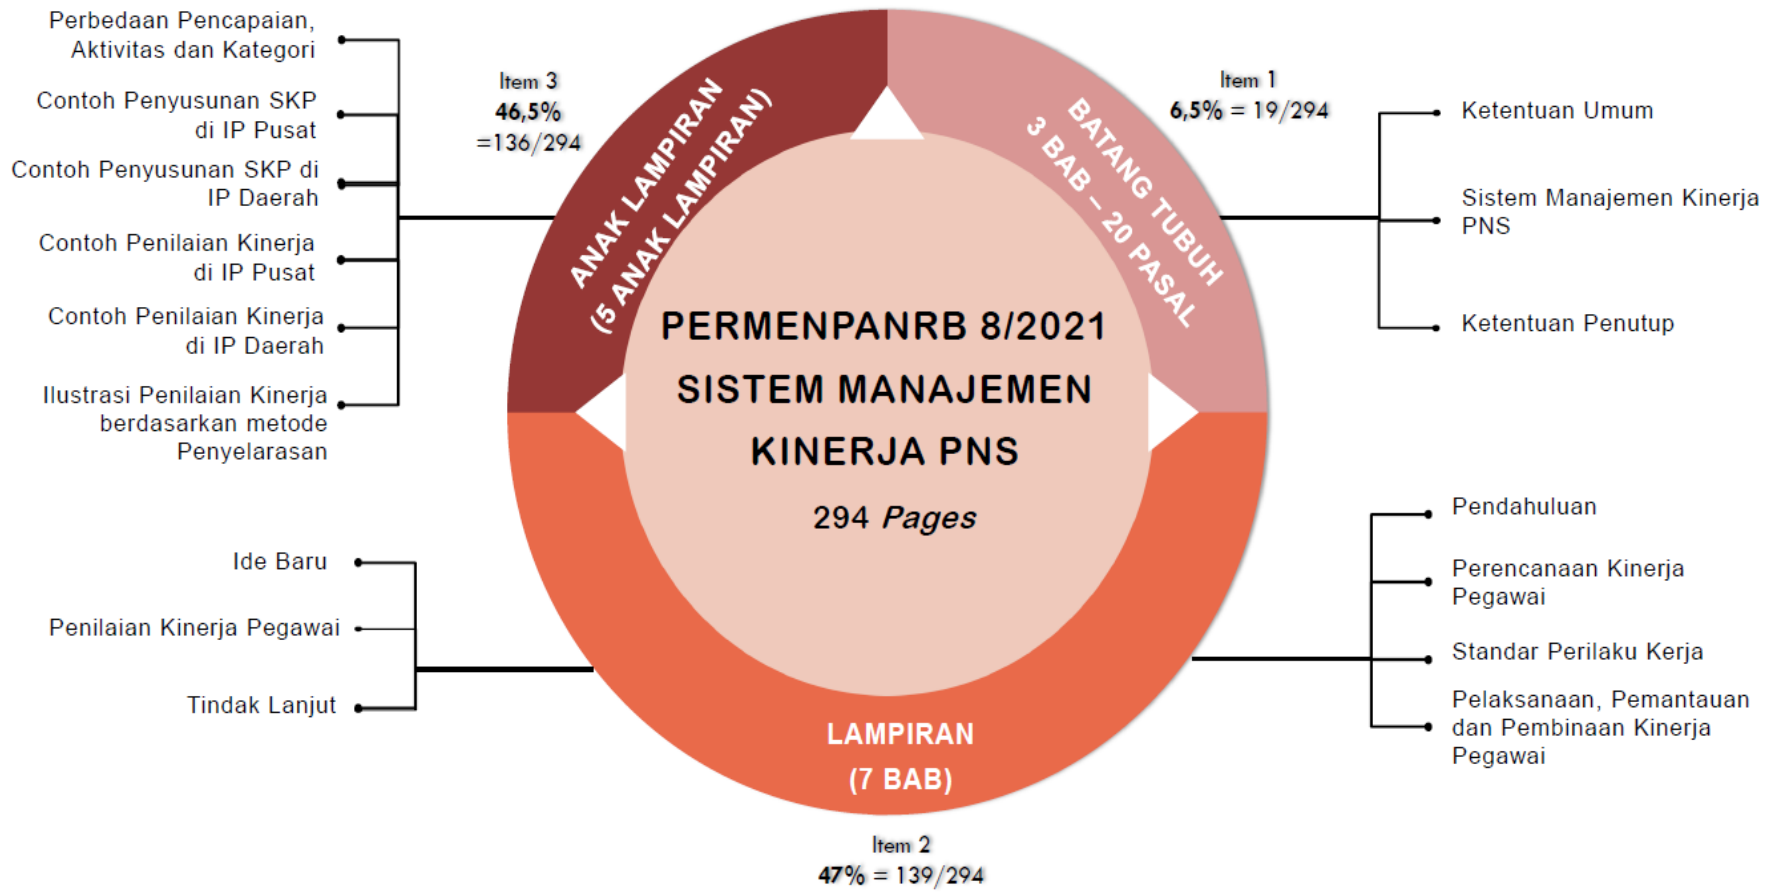 Perbedaan Pencapaian,
Aktivitas dan Kategori
Contoh Penyusunan SKP
di IP Pusat
Contoh Penyusunan SKP di
IP Daerah
Contoh Penilaian Kinerja
di IP Pusat
Contoh Penilaian Kinerja
di IP Daerah
Ilustrasi Penilaian Kinerja
berdasarkan metode
Penyelarasan
Item 3
46,5%
=136/294
ANAK LAMPIRAN
(5 ANAK LAMPIRAN)
BATANG TUBUH
3 BAB – 20 PASAL
Item 1
6,5% = 19/294
Ketentuan Umum
Sistem Manajemen Kinerja
PNS
Ketentuan Penutup
PERMENPANRB 8/2021
SISTEM MANAJEMEN
KINERJA PNS
294 Pages
Ide Baru
Penilaian Kinerja Pegawai
Tindak Lanjut
Pendahuluan
Perencanaan Kinerja
Pegawai
Standar Perilaku Kerja
Pelaksanaan, Pemantauan
dan Pembinaan Kinerja
Pegawai
LAMPIRAN
(7 BAB)
Item 2
47% = 139/294